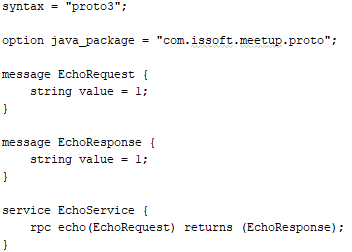 syntax = "proto3";
option java_package = "com.issoft.meetup.proto";
message EchoRequest {
string value = 1;
}
message EchoResponse {
string value = 1;
}
service EchoService {
rpc echo(EchoRequest) returns (EchoResponse);
}